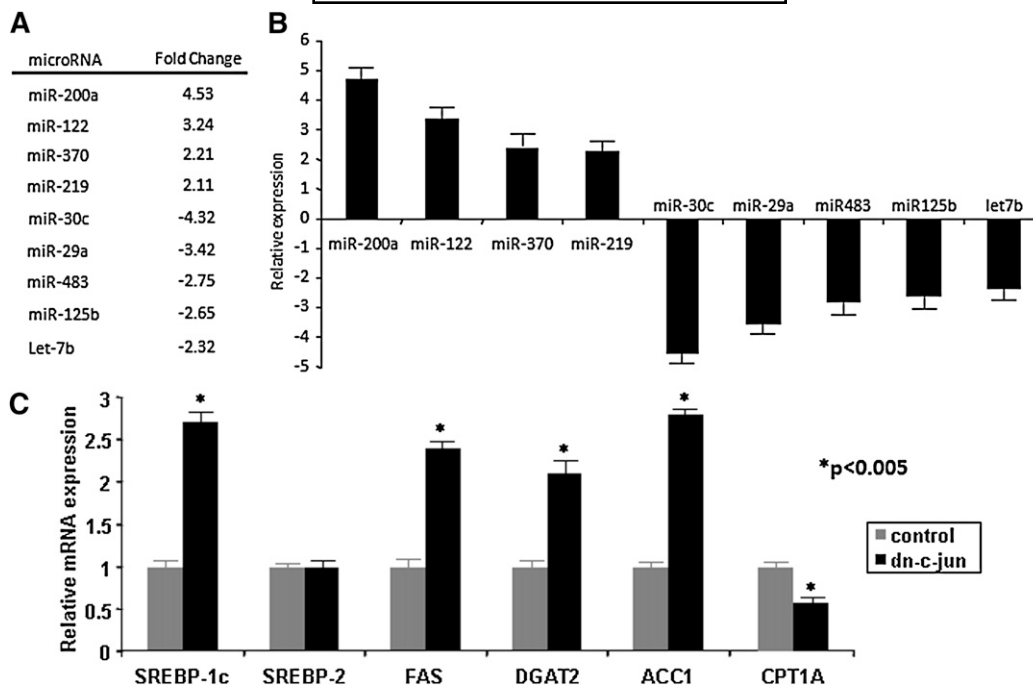 A
microRNA Fold Change
miR-200a 4.53
miR-122 3.24
miR-370 2.21
miR-219 2.11
miR-30c -4.32
miR-29a -3.42
miR-483 -2.75
miR-125b -2.65
Let-7b -2.32
B
Relative expression
6
5
4
3
2
1
0
-1
-2
-3
-4
-5
miR-30c miR-29a miR483 miR125b let7b
miR-200a miR-122 miR-370 miR-219
C
Relative mRNA expression
3
2.5
2
1.5
1
0.5
0
* * * * *
*p<0.005
control
dn-c-jun
SREBP-1c SREBP-2 FAS DGAT2 ACC1 CPT1A